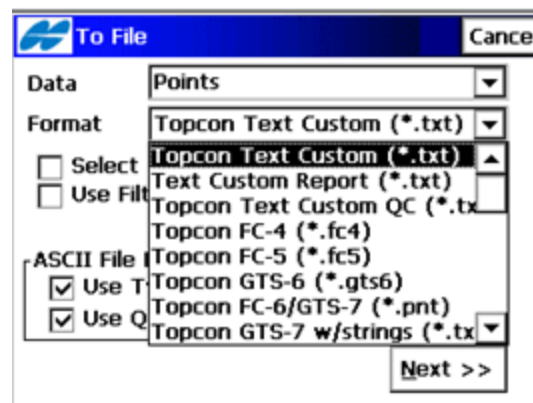 To File
Cance
Data Points
Format Topcon Text Custom (*.txt)
Select
Use Filt
Topcon Text Custom (*.txt)
Text Custom Report (*.txt)
Topcon Text Custom QC (*.tx
Topcon FC-4 (*.fc4)
Topcon FC-5 (*.fc5)
Topcon GTS-6 (*.gts6)
Topcon FC-6/GTS-7 (*.pnt)
Topcon GTS-7 w/strings (*.tx
ASCII File
Use T
Use Q
Next >>